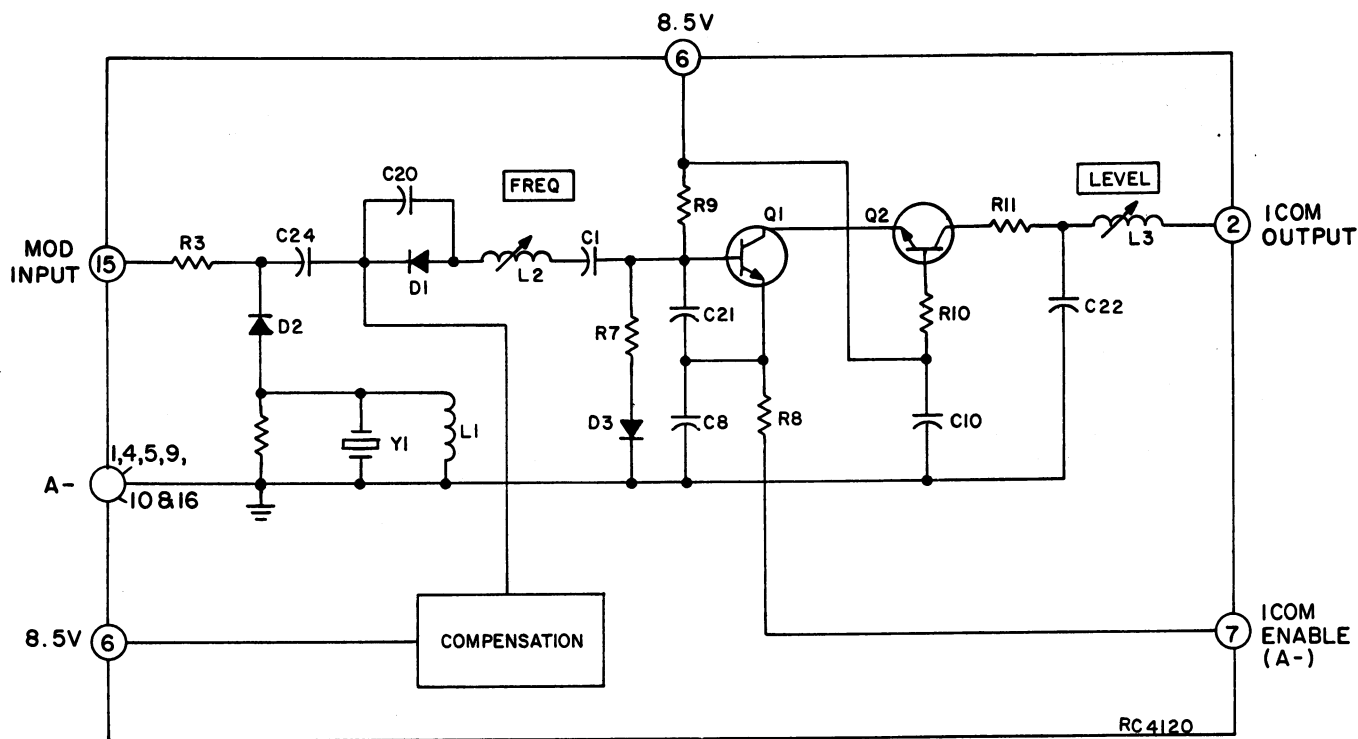 8.5V
6
C20
FREQ
LEVEL
R9
Q1
Q2
R11
2
ICOM
OUTPUT
MOD
INPUT
15
R3
C24
D1
L2
C1
L3
D2
R7
C21
R10
C22
Y1
L1
D3
C8
R8
C10
A-
1,4,5,9,
10&16
8.5V
6
COMPENSATION
7
ICOM
ENABLE
(A-)
RC4120